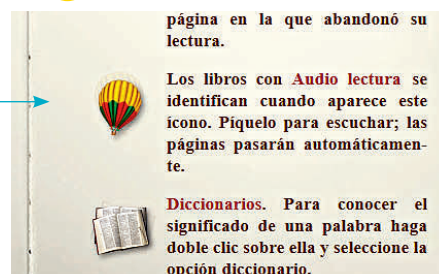 página en la que abandonó su
lectura.
Los libros con Audio lectura se
identifican cuando aparece este
ícono. Píquelo para escuchar; las
páginas pasarán automáticamen-
te.
Diccionarios. Para conocer el
significado de una palabra haga
doble clic sobre ella y seleccione la
opción diccionario.